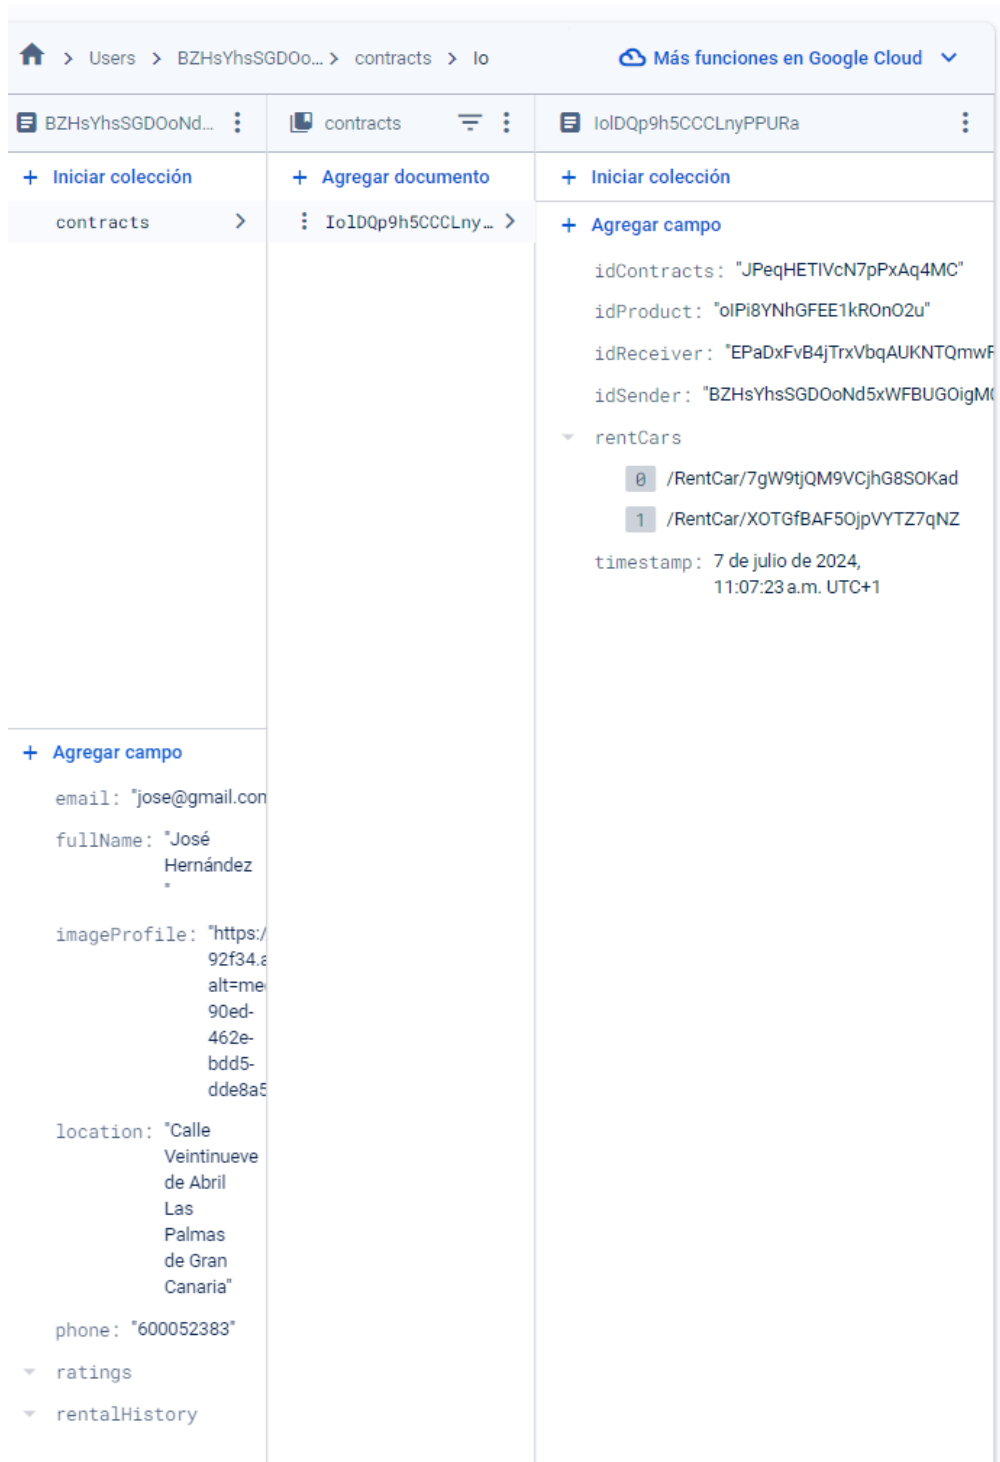 Users > BZHsYhsSGDOo... > contracts > Io
Más funciones en Google Cloud
BZHsYhsSGDOoNd...
contracts
IolDQp9h5CCCLnyPPURa
+ Iniciar colección
+ Agregar documento
+ Iniciar colección
contracts
IolDQp9h5CCCLny...
+ Agregar campo
idContracts: "JPeqHETIVcN7pPxAq4MC"
idProduct: "oIPi8YNhGFEE1kROnO2u"
idReceiver: "EPaDxFvB4jTrxVbqAUKNTQmwF
idSender: "BZHsYhsSGDOoNd5xWFBUGOigM
rentCars
0 /RentCar/7gW9tjQM9VCjhG8SOKad
1 /RentCar/XOTGfBAF5OjpVYTZ7qNZ
timestamp: 7 de julio de 2024,
11:07:23 a.m. UTC+1
+ Agregar campo
email: "jose@gmail.con
fullName: "José
Hernández
"
imageProfile: "https:/
92f34.a
alt=me
90ed-
462e-
bdd5-
dde8a5
location: "Calle
Veintinueve
de Abril
Las
Palmas
de Gran
Canaria"
phone: "600052383"
ratings
rentalHistory